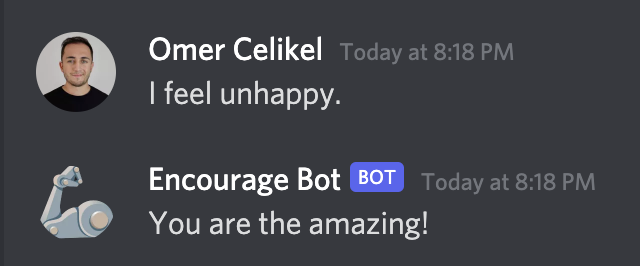 Omer Celikel Today at 8:18 PM
I feel unhappy.
Encourage Bot BOT Today at 8:18 PM
You are the amazing!